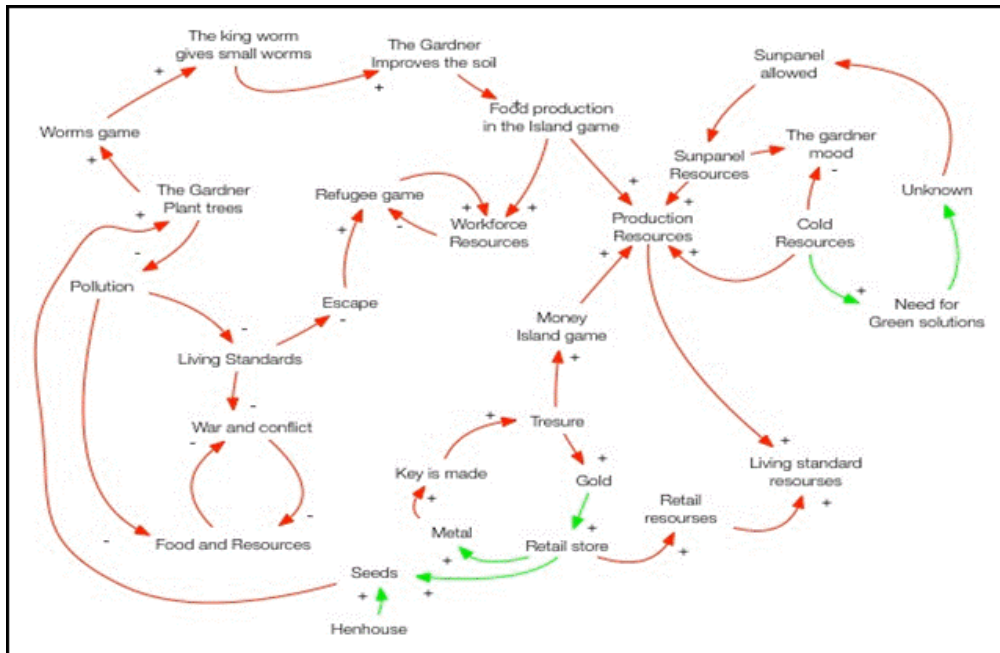 The king worm
gives small worms
The Gardner
Improves the soil
Sunpanel
allowed
+
+
+
Food production
in the Island game
Worms game
+
The gardner
mood
-
Sunpanel
Resources
The Gardner
Plant trees
+
Refugee game
+
+
+
Unknown
+
-
Workforce
Resources
+
Production
Resources
+
+
Cold
Resources
-
Pollution
Escape
-
+
Need for
Green solutions
Money
Island game
+
-
Living Standards
-
War and conflict
-
+
Tresure
+
+
Key is made
Gold
Living standard
resourses
+
+
Retail
resourses
+
-
-
Food and Resources
Metal
+
+
Retail store
Seeds
+
+
Henhouse